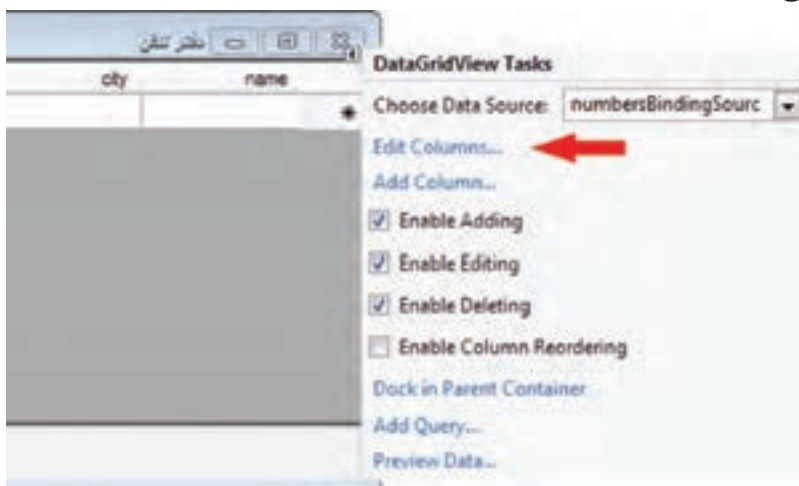 دفتر تلفن
name city
DataGridView Tasks
Choose Data Source: numbersBindingSourc
Edit Columns...
Add Column...
Enable Adding
Enable Editing
Enable Deleting
Enable Column Reordering
Dock in Parent Container
Add Query...
Preview Data...